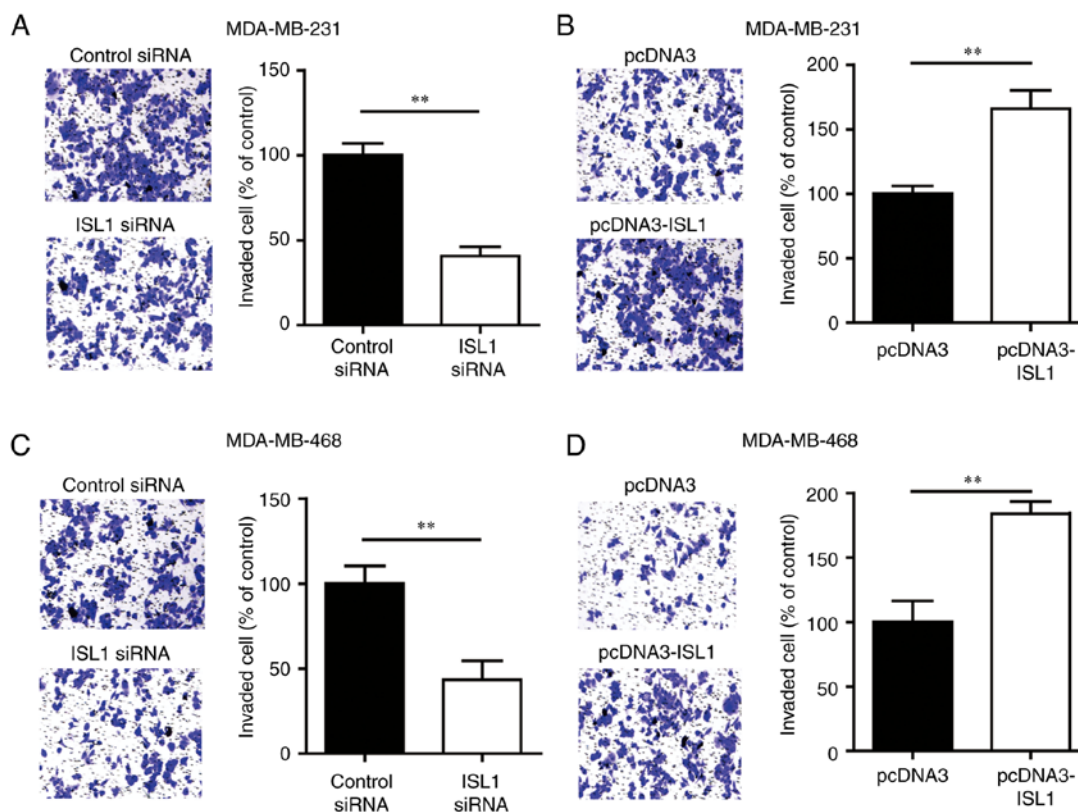 A
MDA-MB-231
Control siRNA
ISL1 siRNA
Invaded cell (% of control)
150
100
50
0
**
Control
siRNA
ISL1
siRNA
B
MDA-MB-231
pcDNA3
pcDNA3-ISL1
Invaded cell (% of control)
200
150
100
50
0
**
pcDNA3
pcDNA3-
ISL1
C
MDA-MB-468
Control siRNA
ISL1 siRNA
Invaded cell (% of control)
150
100
50
0
**
Control
siRNA
ISL1
siRNA
D
MDA-MB-468
pcDNA3
pcDNA3-ISL1
Invaded cell (% of control)
200
150
100
50
0
**
pcDNA3
pcDNA3-
ISL1